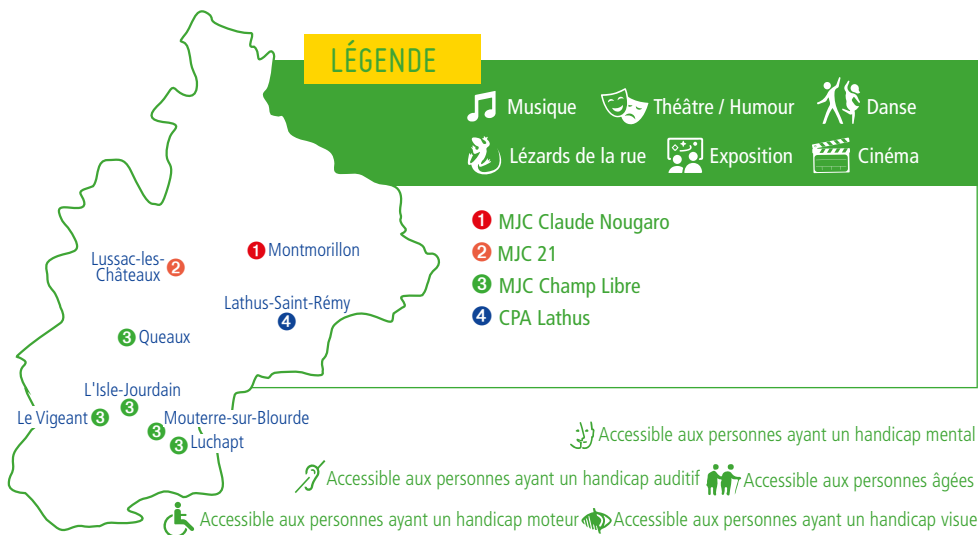 LÉGENDE
Musique
Théâtre / Humour
Danse
Lézards de la rue
Exposition
Cinéma
1 MJC Claude Nougaro
2 MJC 21
3 MJC Champ Libre
4 CPA Lathus
1 Montmorillon
Lussac-les-
Châteaux 2
Lathus-Saint-Rémy
4
3 Queaux
L'Isle-Jourdain
3
Le Vigeant 3
3 Mouterre-sur-Blourde
3 Luchapt
Accessible aux personnes ayant un handicap mental
Accessible aux personnes ayant un handicap auditif
Accessible aux personnes âgées
Accessible aux personnes ayant un handicap moteur
Accessible aux personnes ayant un handicap visue